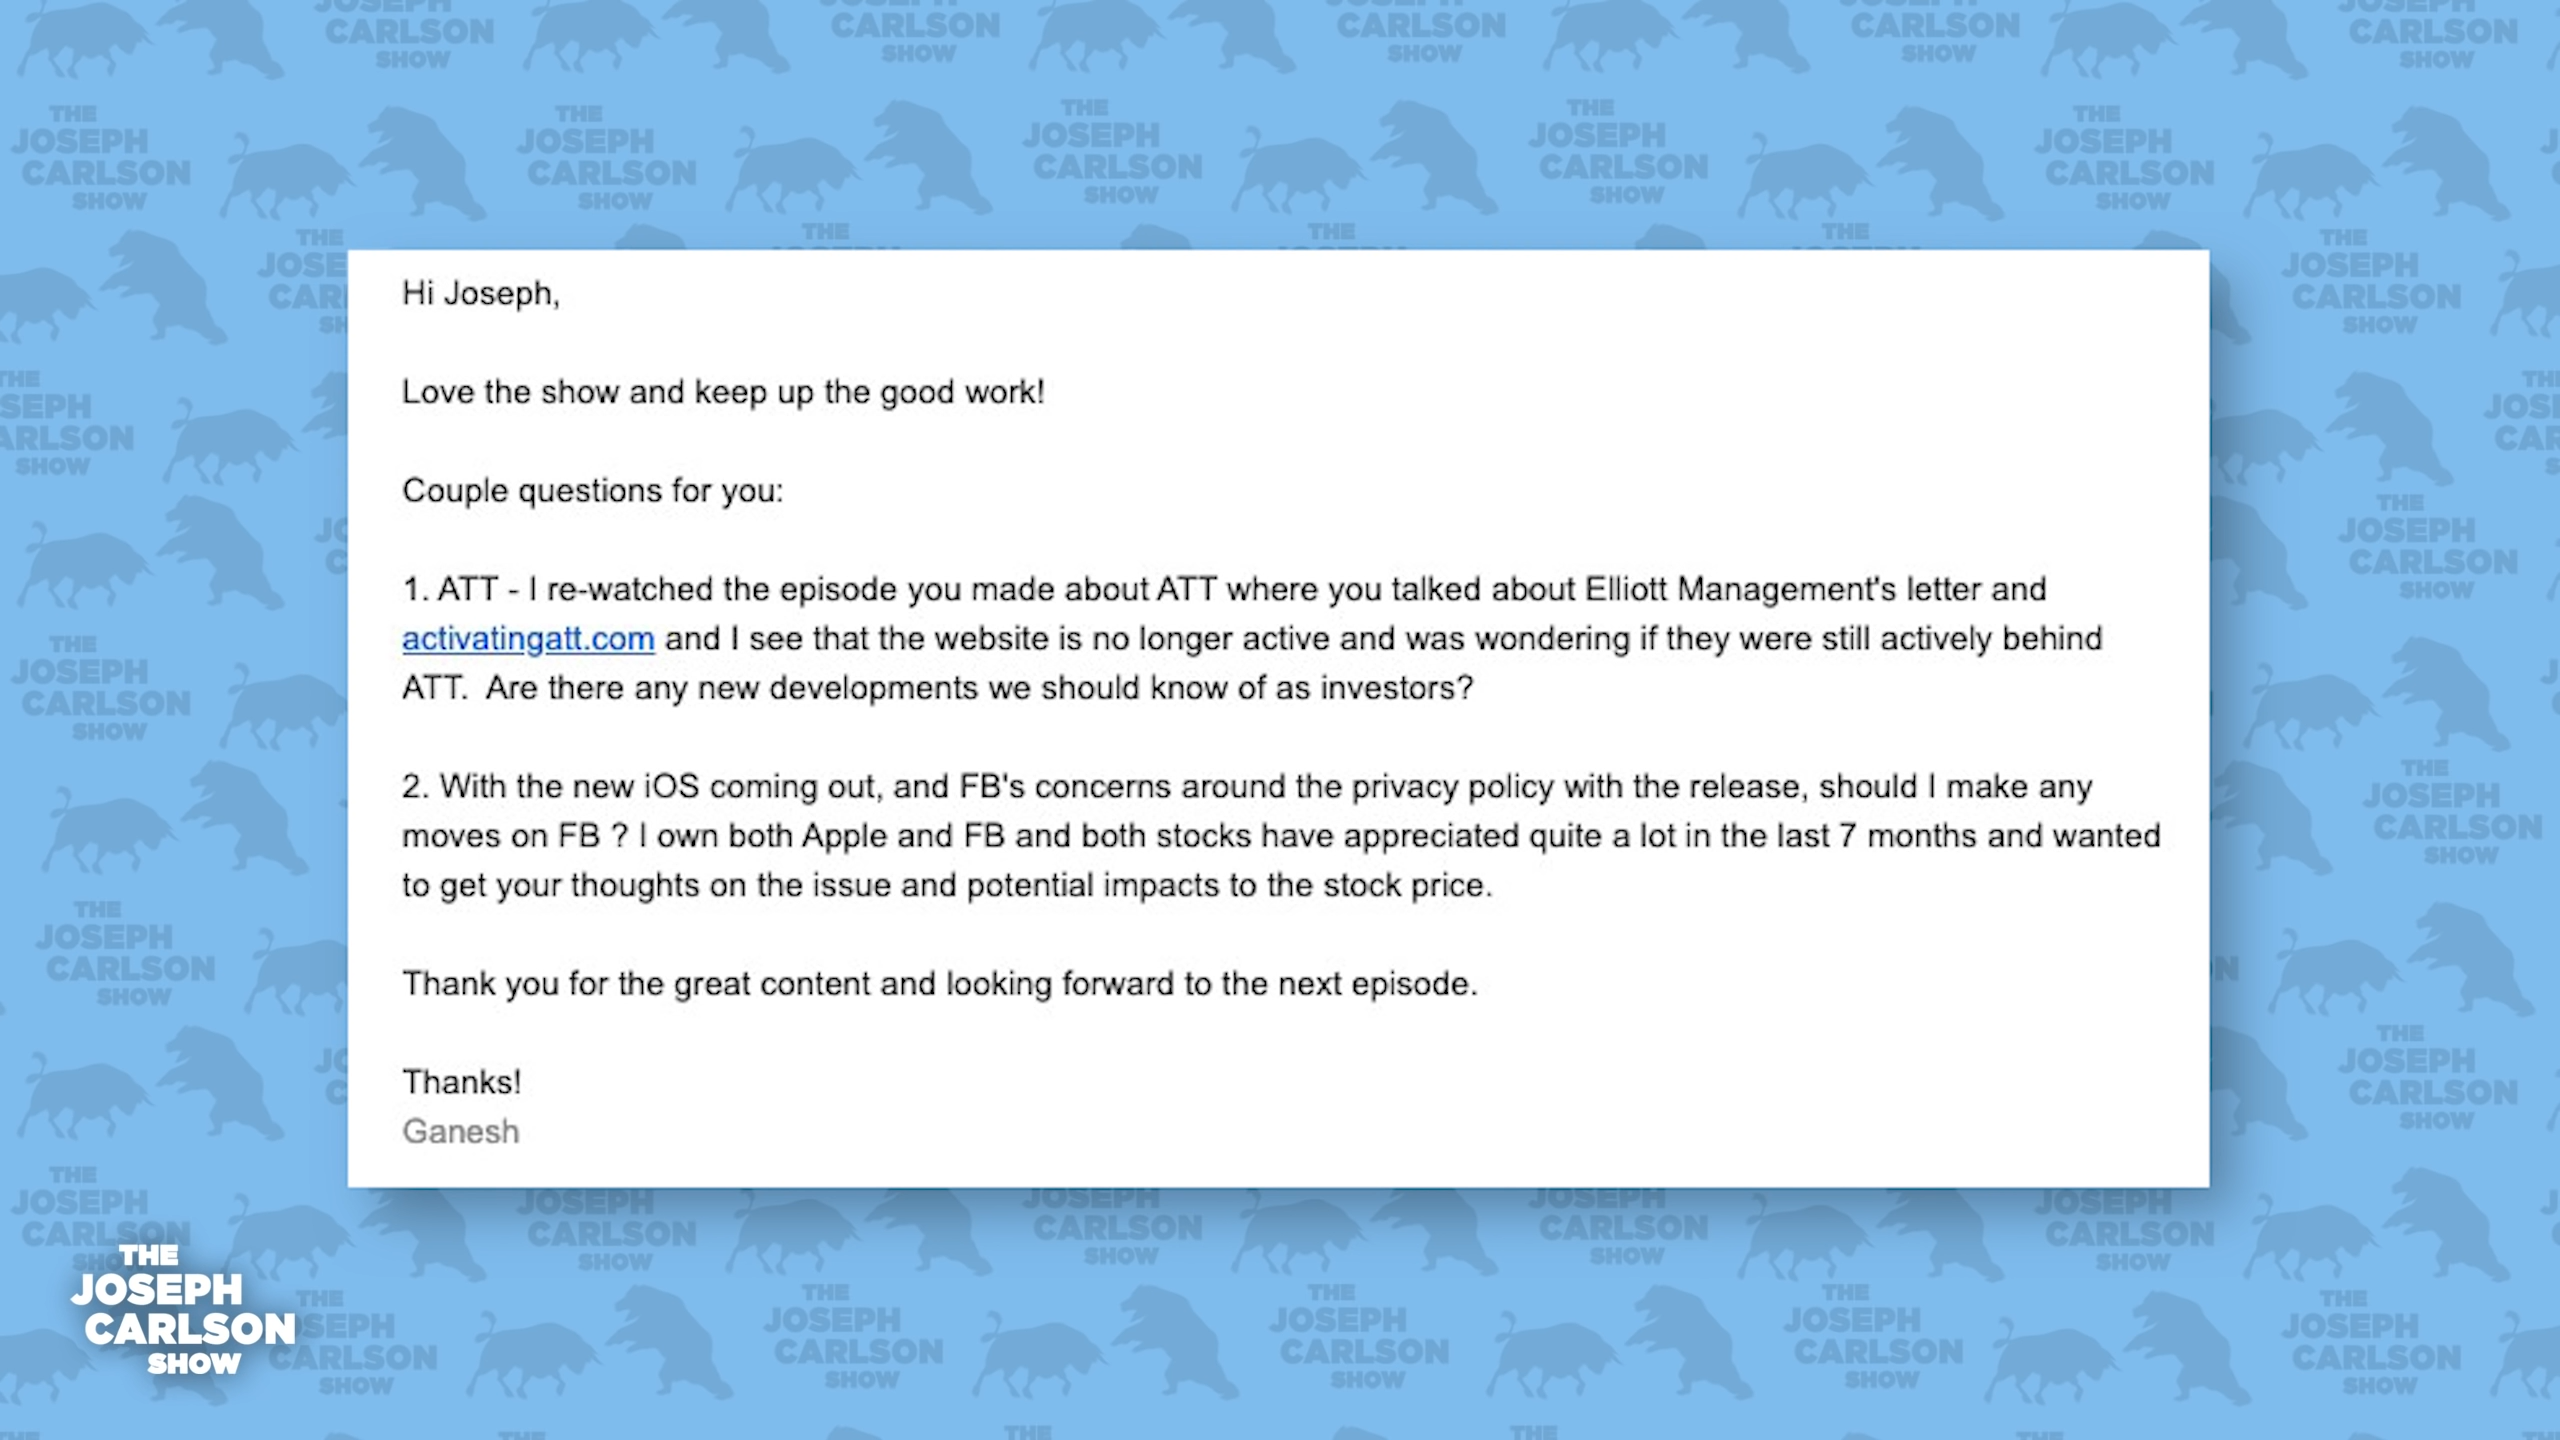 Hi Joseph,
Love the show and keep up the good work!
Couple questions for you:
1. ATT - I re-watched the episode you made about ATT where you talked about Elliott Management's letter and
activatingatt.com and I see that the website is no longer active and was wondering if they were still actively behind
ATT.  Are there any new developments we should know of as investors?
2. With the new iOS coming out, and FB's concerns around the privacy policy with the release, should I make any
moves on FB ? I own both Apple and FB and both stocks have appreciated quite a lot in the last 7 months and wanted
to get your thoughts on the issue and potential impacts to the stock price.
Thank you for the great content and looking forward to the next episode.
Thanks!
Ganesh
THE
JOSEPH
CARLSON
SHOW